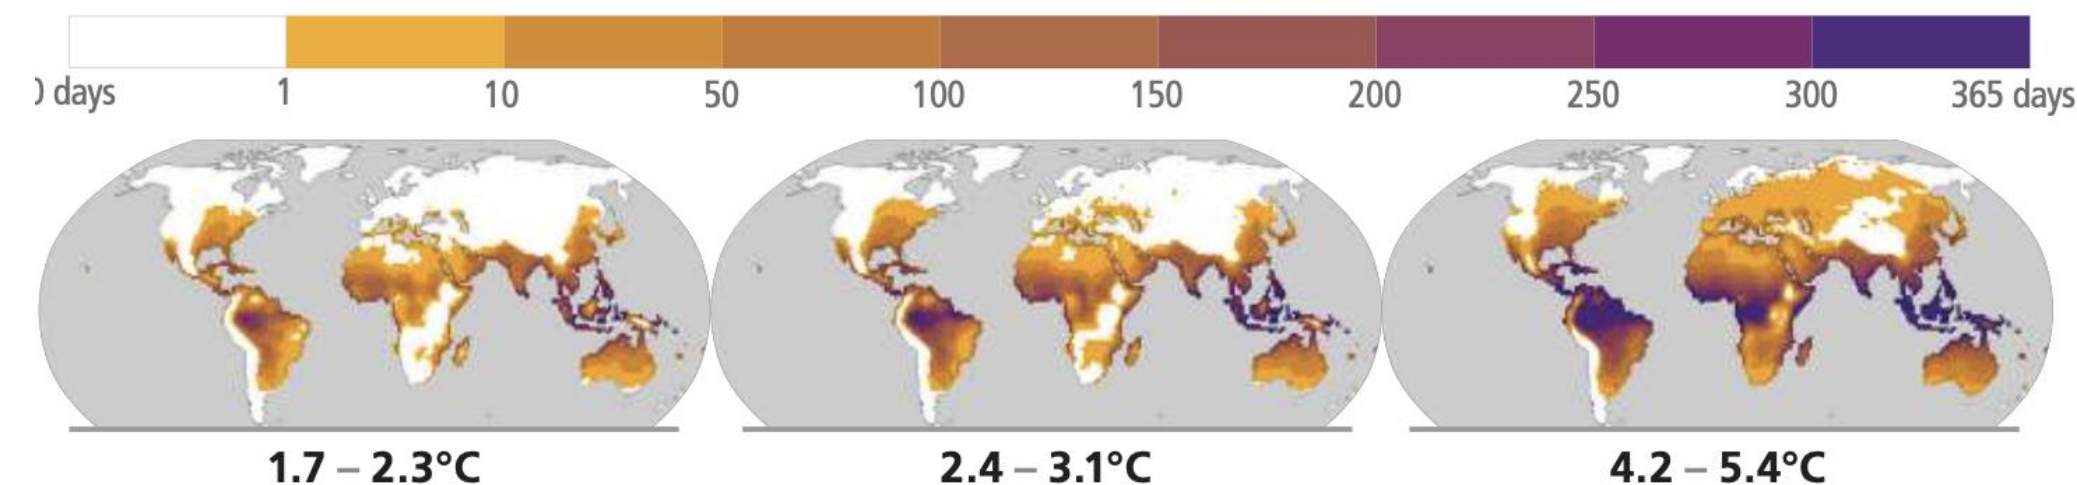 0 days 1 10 50 100 150 200 250 300 365 days
1.7 – 2.3°C 2.4 – 3.1°C 4.2 – 5.4°C